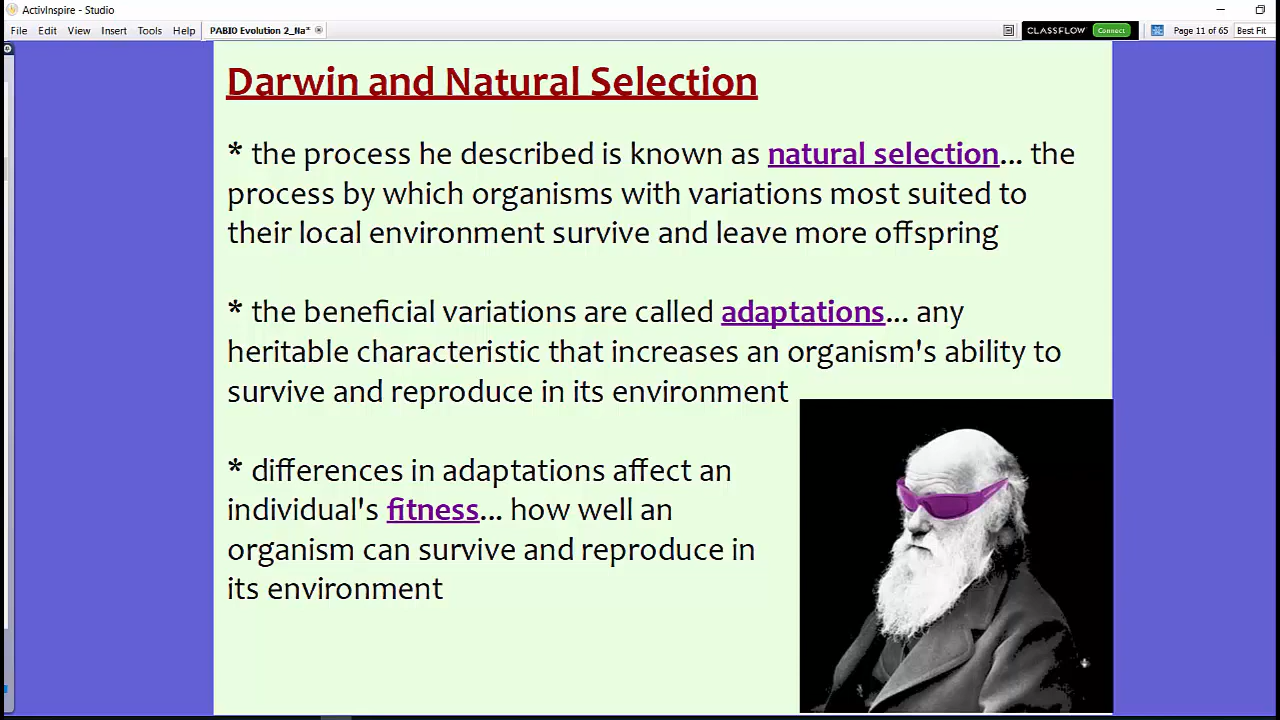 ActivInspire - Studio
File Edit View Insert Tools Help PABIO Evolution 2_Na* CLASSFLOW Connect Page 11 of 65 Best Fit
Darwin and Natural Selection
* the process he described is known as natural selection... the
process by which organisms with variations most suited to
their local environment survive and leave more offspring
* the beneficial variations are called adaptations... any
heritable characteristic that increases an organism's ability to
survive and reproduce in its environment
* differences in adaptations affect an
individual's fitness... how well an
organism can survive and reproduce in
its environment